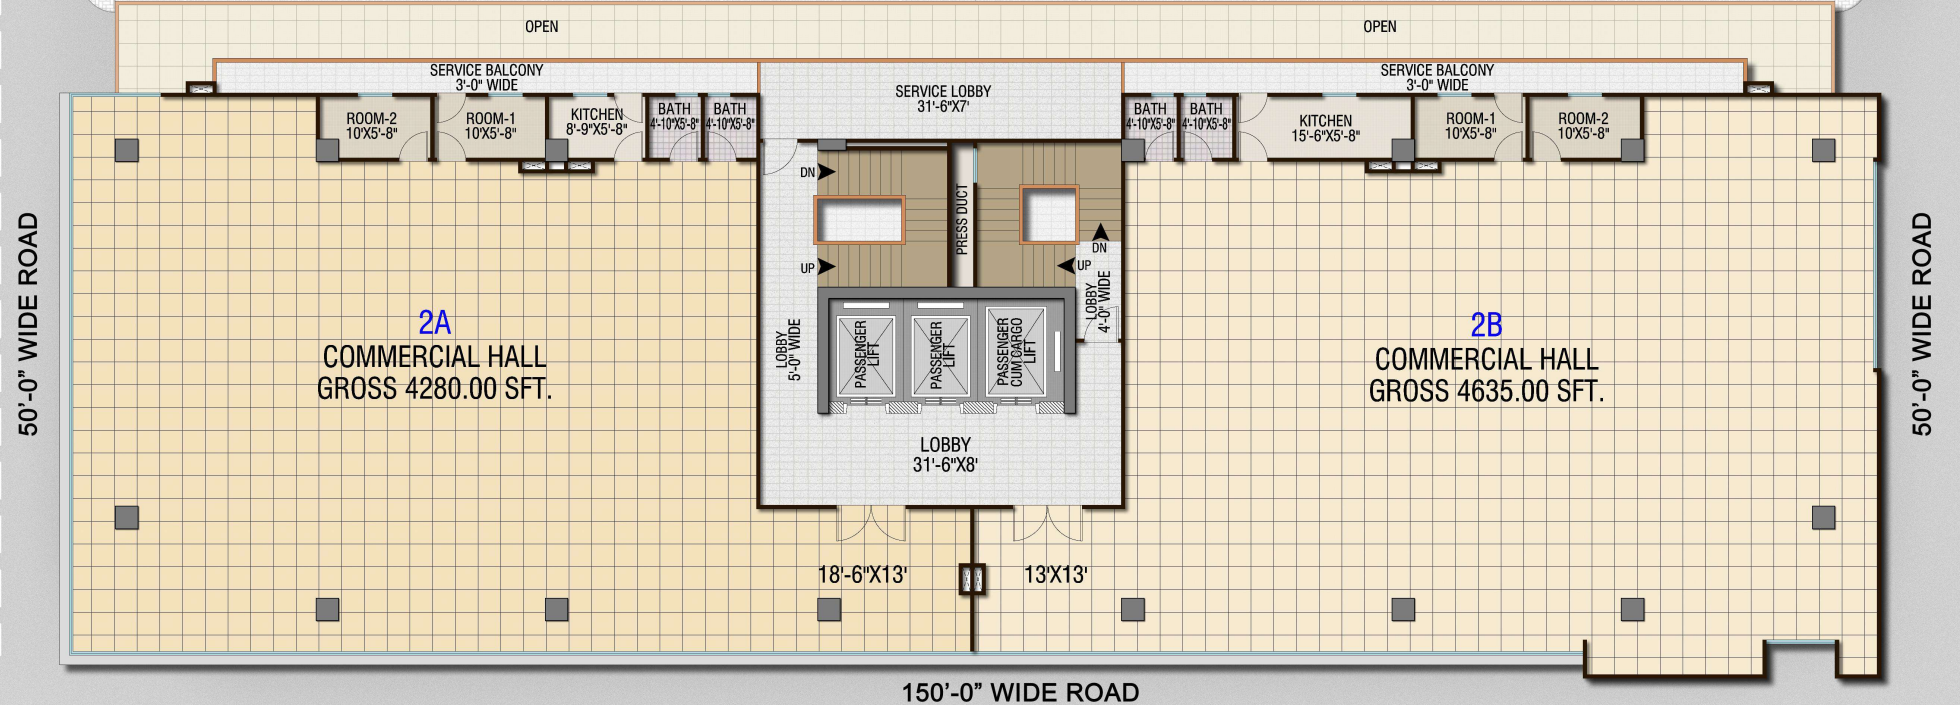 OPEN
OPEN
SERVICE BALCONY
3'-0" WIDE
SERVICE LOBBY
31'-6"X7'
SERVICE BALCONY
3'-0" WIDE
ROOM-2
10'X5'-8"
ROOM-1
10'X5'-8"
KITCHEN
8'-9"X5'-8"
BATH
4'-10"X5'-8"
BATH
4'-10"X5'-8"
BATH
4'-10"X5'-8"
BATH
4'-10"X5'-8"
KITCHEN
15'-6"X5'-8"
ROOM-1
10'X5'-8"
ROOM-2
10'X5'-8"
DN
UP
PRESS DUCT
DN
UP
LOBBY
4'-0" WIDE
LOBBY
5'-0" WIDE
PASSENGER
LIFT
PASSENGER
LIFT
PASSENGER
CUM CARGO
LIFT
50'-0" WIDE ROAD
2A
COMMERCIAL HALL
GROSS 4280.00 SFT.
2B
COMMERCIAL HALL
GROSS 4635.00 SFT.
50'-0" WIDE ROAD
LOBBY
31'-6"X8'
18'-6"X13'
13'X13'
150'-0" WIDE ROAD